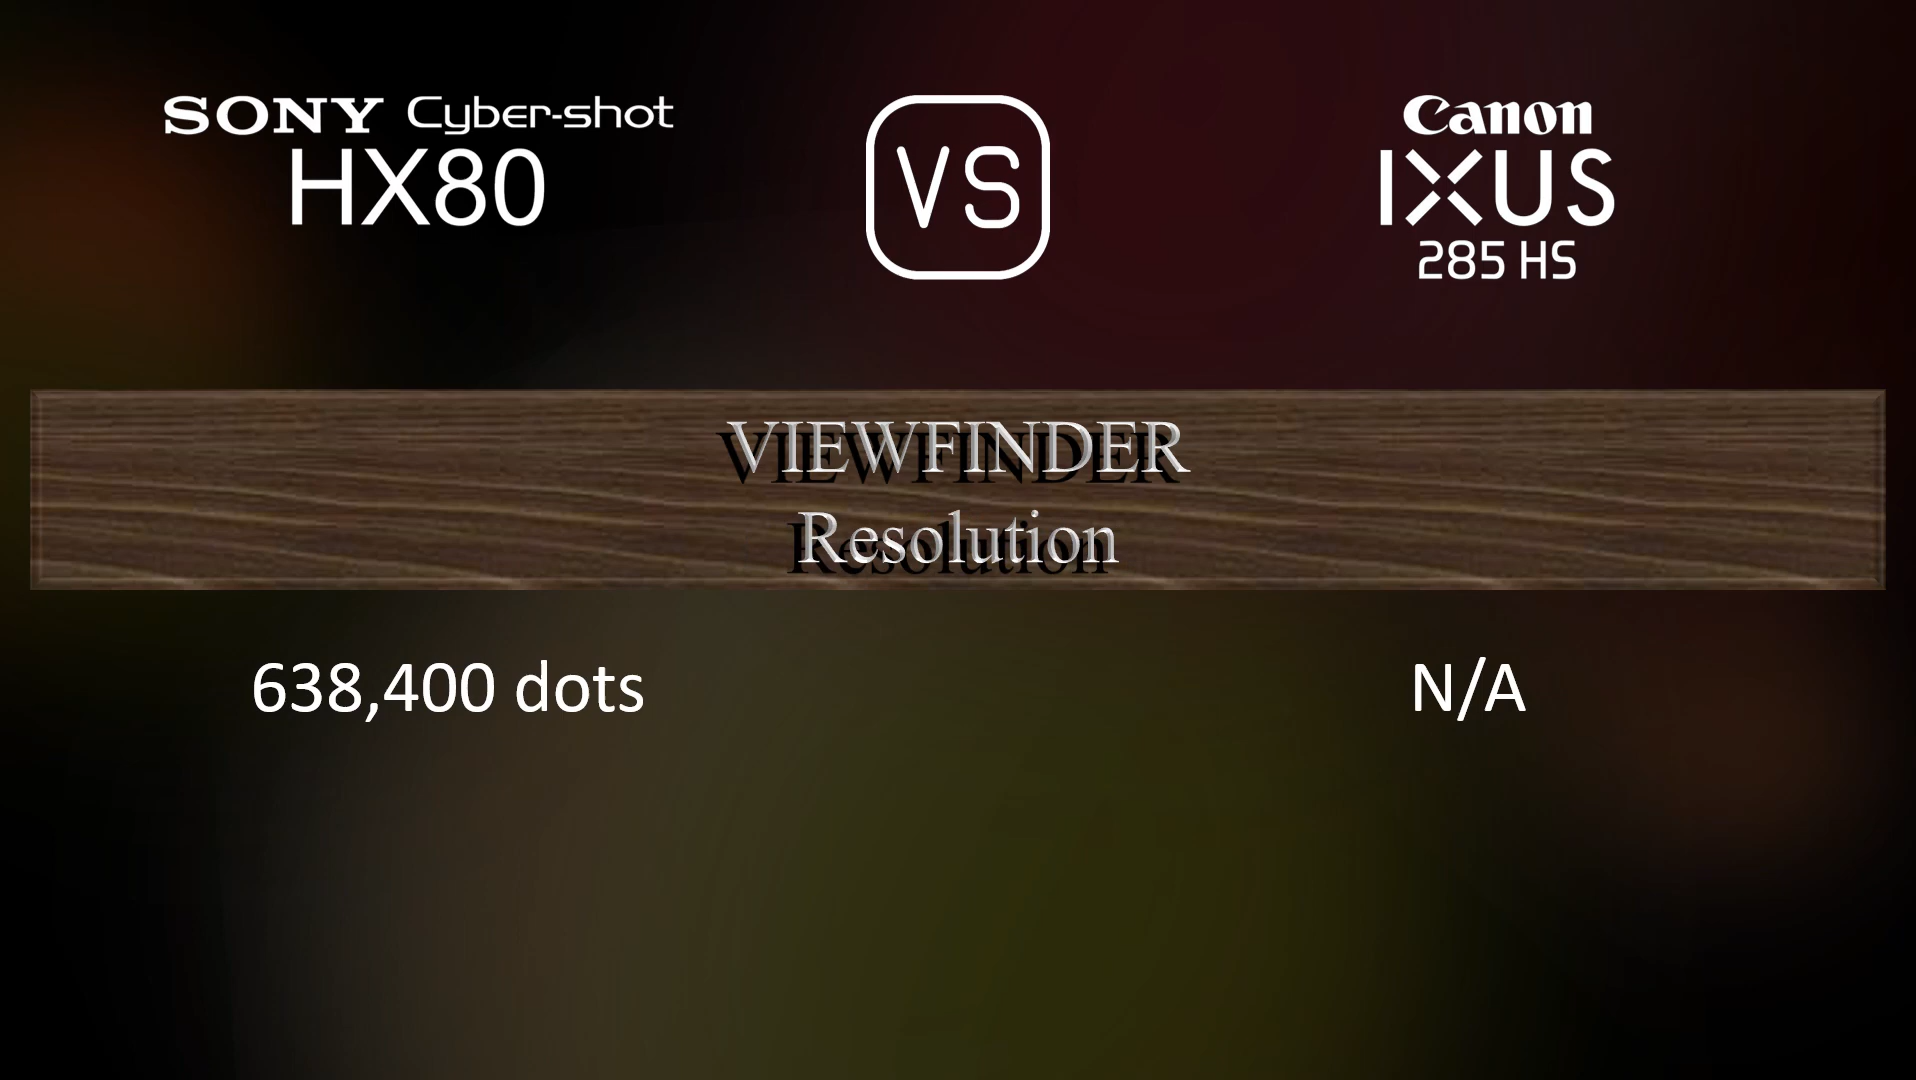 SONY Cyber-shot
HX80
VS
Canon
IXUS
285 HS
VIEWFINDER
Resolution
638,400 dots
N/A